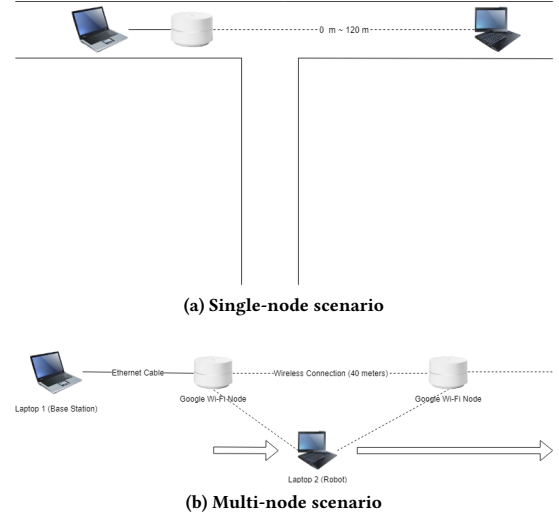 0 m ~ 120 m
(a) Single-node scenario
Ethernet Cable
Wireless Connection (40 meters)
Google Wi-Fi Node
Google Wi-Fi Node
Laptop 1 (Base Station)
Laptop 2 (Robot)
(b) Multi-node scenario